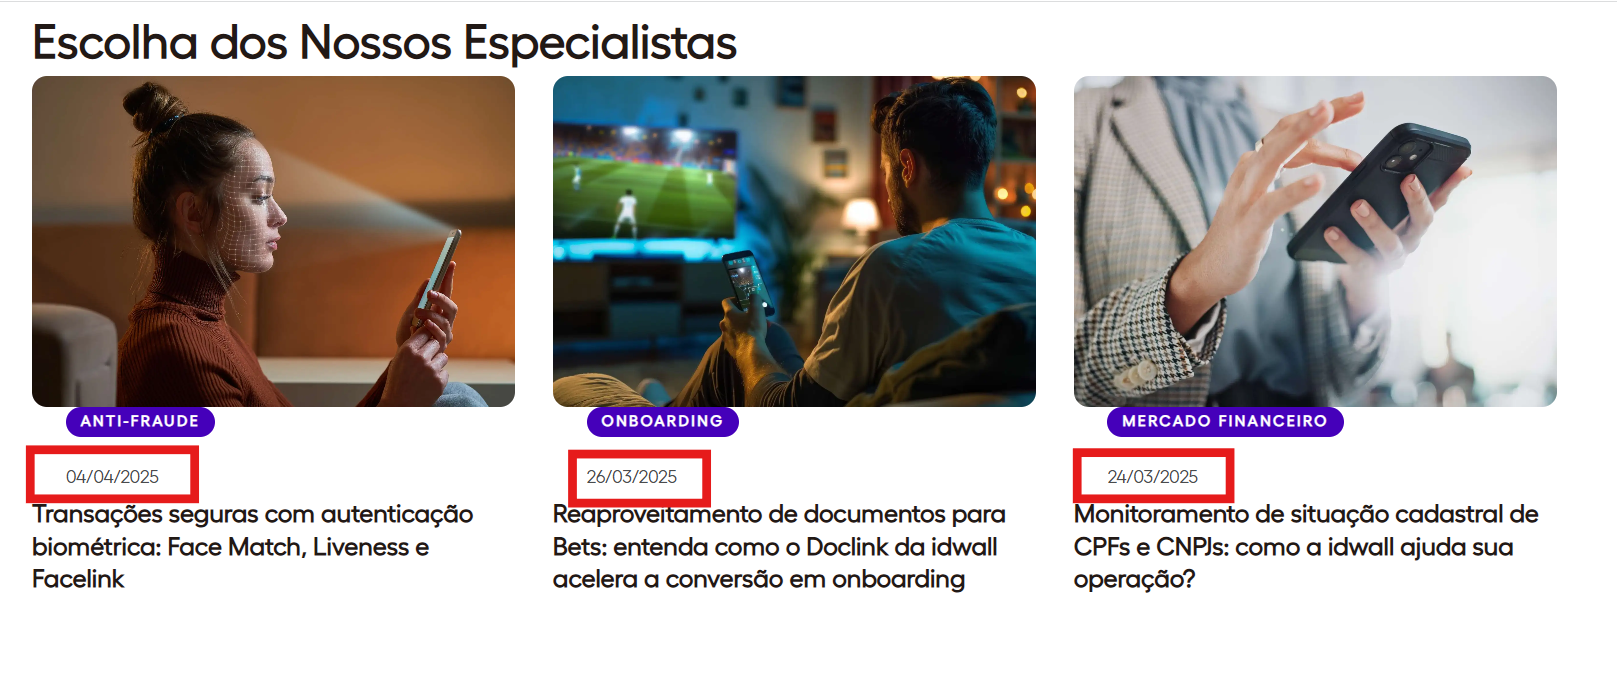 Escolha dos Nossos Especialistas
ANTI-FRAUDE
04/04/2025
Transações seguras com autenticação
biométrica: Face Match, Liveness e
Facelink
ONBOARDING
26/03/2025
Reaproveitamento de documentos para
Bets: entenda como o Doclink da idwall
acelera a conversão em onboarding
MERCADO FINANCEIRO
24/03/2025
Monitoramento de situação cadastral de
CPFs e CNPJs: como a idwall ajuda sua
operação?